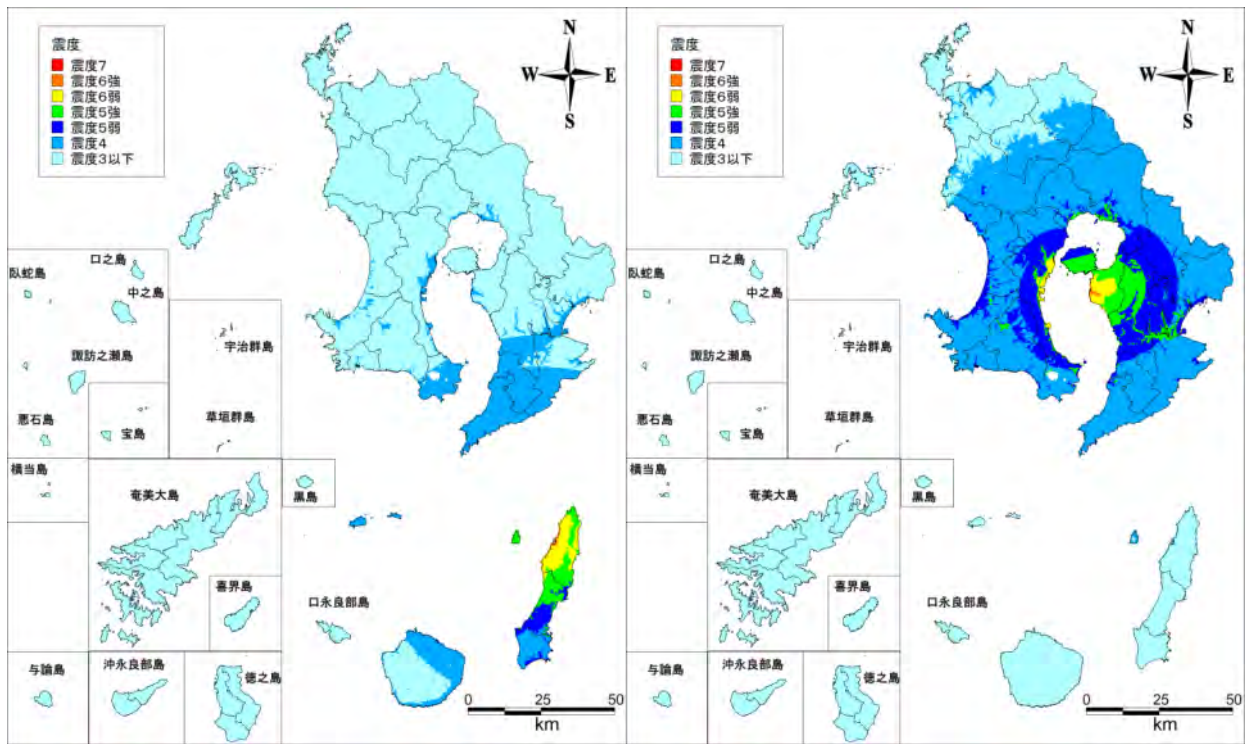 震度
震度7
震度6強
震度6弱
震度5強
震度5弱
震度4
震度3以下
N
W E
S
口之島
臥蛇島
中之島
宇治群島
諏訪之瀬島
悪石島
宝島
草垣群島
横当島
奄美大島
黒島
喜界島
口永良部島
与論島
沖永良部島
徳之島
0 25 50
km
震度
震度7
震度6強
震度6弱
震度5強
震度5弱
震度4
震度3以下
N
W E
S
口之島
臥蛇島
中之島
宇治群島
諏訪之瀬島
悪石島
宝島
草垣群島
横当島
奄美大島
黒島
喜界島
口永良部島
与論島
沖永良部島
徳之島
0 25 50
km